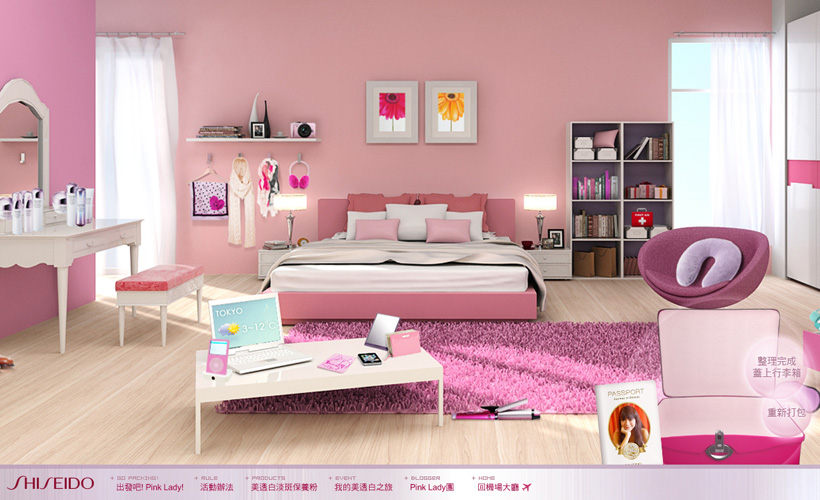 TOKYO
3~12°C
FIRST AID
整理完成
蓋上行李箱
重新打包
PASSPORT
SHISEIDO
+ GO PACKING!
出發吧! Pink Lady!
+ RULE
活動辦法
+ PRODUCTS
美透白淡斑保養粉
+ EVENT
我的美透白之旅
+ BLOGGER
Pink Lady團
+ HOME
回機場大廳